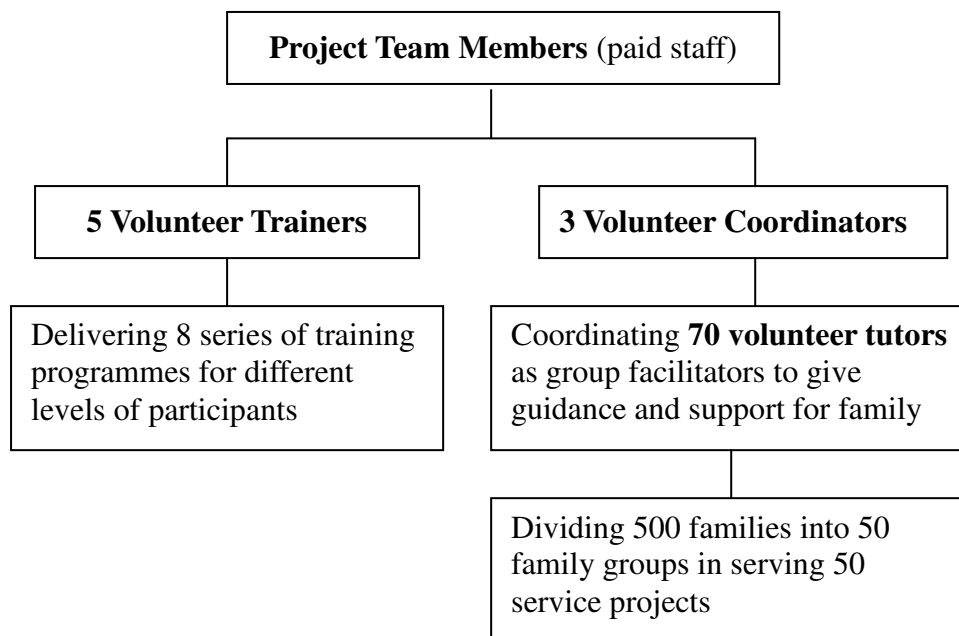 Project Team Members (paid staff)
5 Volunteer Trainers
3 Volunteer Coordinators
Delivering 8 series of training
programmes for different
levels of participants
Coordinating 70 volunteer tutors
as group facilitators to give
guidance and support for family
Dividing 500 families into 50
family groups in serving 50
service projects